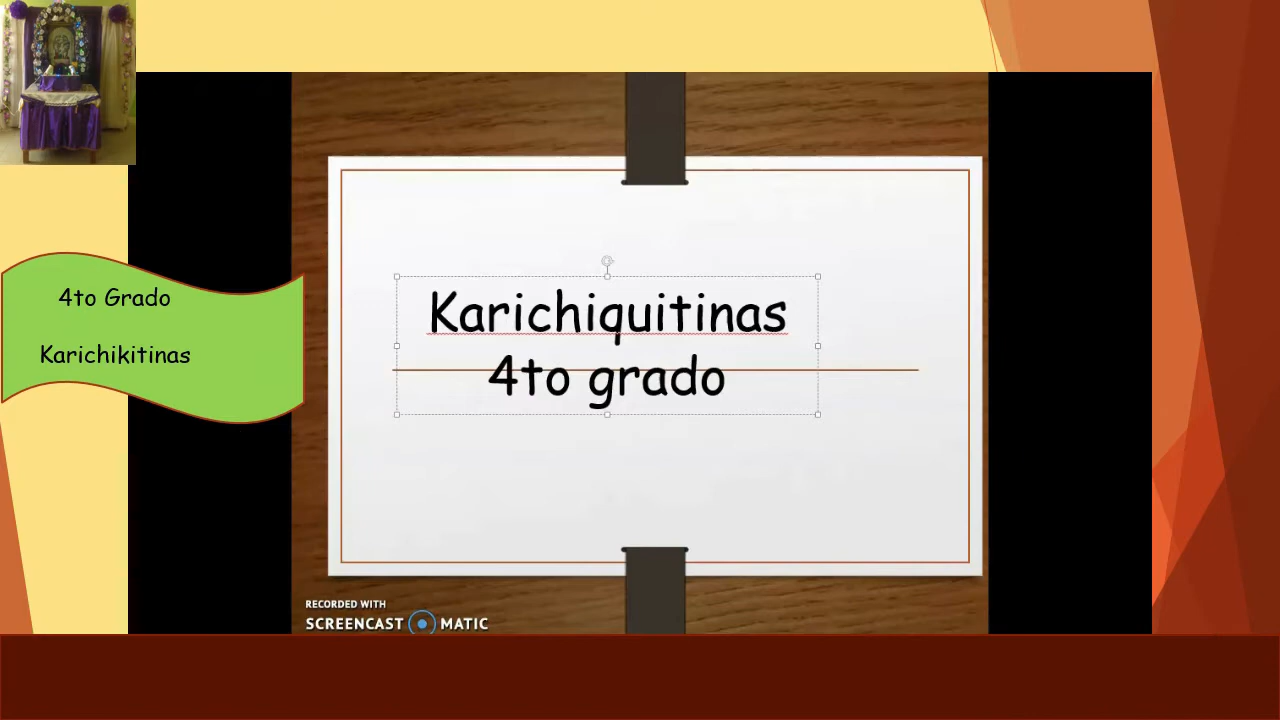 4to Grado
Karichikitinas
Karichiquitinas
4to grado
RECORDED WITH
SCREENCAST MATIC